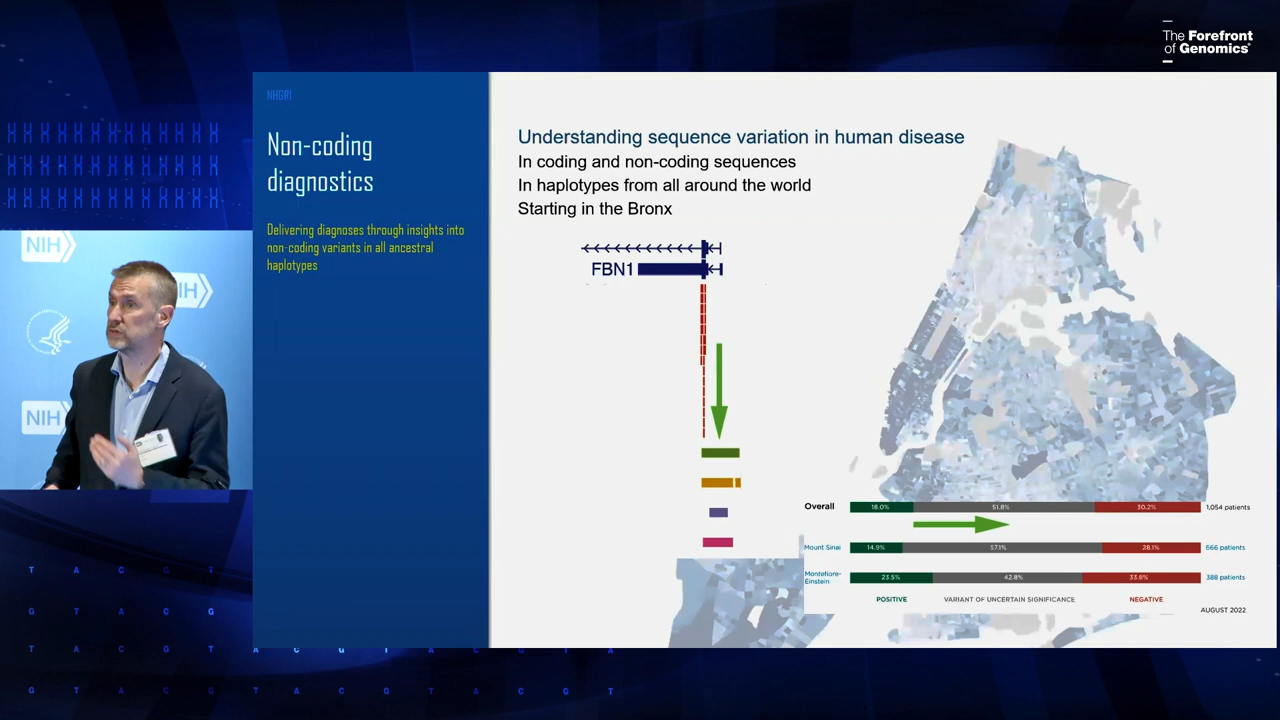 The Forefront
of Genomics
NHGRI
Non-coding
diagnostics
Delivering diagnoses through insights into
non-coding variants in all ancestral
haplotypes
Understanding sequence variation in human disease
In coding and non-coding sequences
In haplotypes from all around the world
Starting in the Bronx
FBN1
Overall 18.0% 51.8% 30.2% 1,054 patients
Mount Sinai 14.9% 57.1% 28.1% 666 patients
Montefiore-
Einstein 23.5% 42.8% 33.8% 388 patients
POSITIVE VARIANT OF UNCERTAIN SIGNIFICANCE NEGATIVE
AUGUST 2022
NIH
NIH
NIH
T A C G T
G T A C G
T A C G T A C G T A C G T A
G T A C G T A C G T A C G T